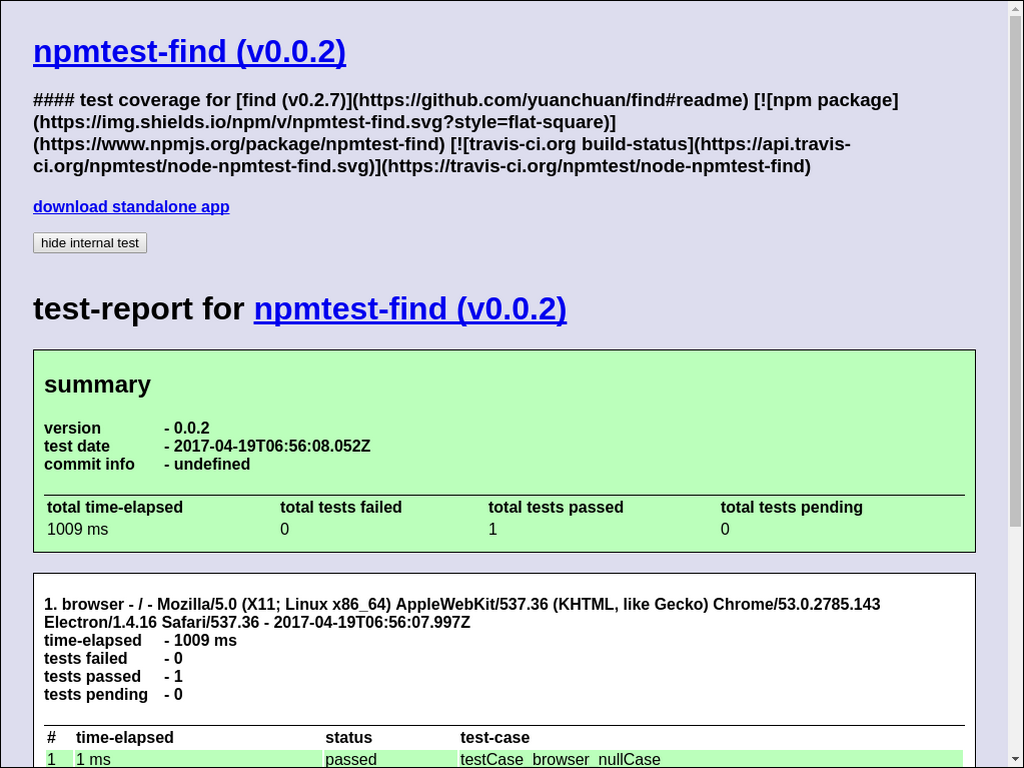 npmtest-find (v0.0.2)
#### test coverage for [find (v0.2.7)](https://github.com/yuanchuan/find#readme) [![npm package]
(https://img.shields.io/npm/v/npmtest-find.svg?style=flat-square)]
(https://www.npmjs.org/package/npmtest-find) [![travis-ci.org build-status](https://api.travis-
ci.org/npmtest/node-npmtest-find.svg)](https://travis-ci.org/npmtest/node-npmtest-find)
download standalone app
hide internal test
test-report for npmtest-find (v0.0.2)
summary
version - 0.0.2
test date - 2017-04-19T06:56:08.052Z
commit info - undefined
total time-elapsed total tests failed total tests passed total tests pending
1009 ms 0 1 0
1. browser - / - Mozilla/5.0 (X11; Linux x86_64) AppleWebKit/537.36 (KHTML, like Gecko) Chrome/53.0.2785.143
Electron/1.4.16 Safari/537.36 - 2017-04-19T06:56:07.997Z
time-elapsed - 1009 ms
tests failed - 0
tests passed - 1
tests pending - 0
# time-elapsed status test-case
1 1 ms passed testCase_browser_nullCase